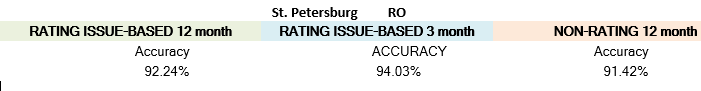 St. Petersburg RO
RATING ISSUE-BASED 12 month RATING ISSUE-BASED 3 month NON-RATING 12 month
Accuracy ACCURACY Accuracy
92.24% 94.03% 91.42%